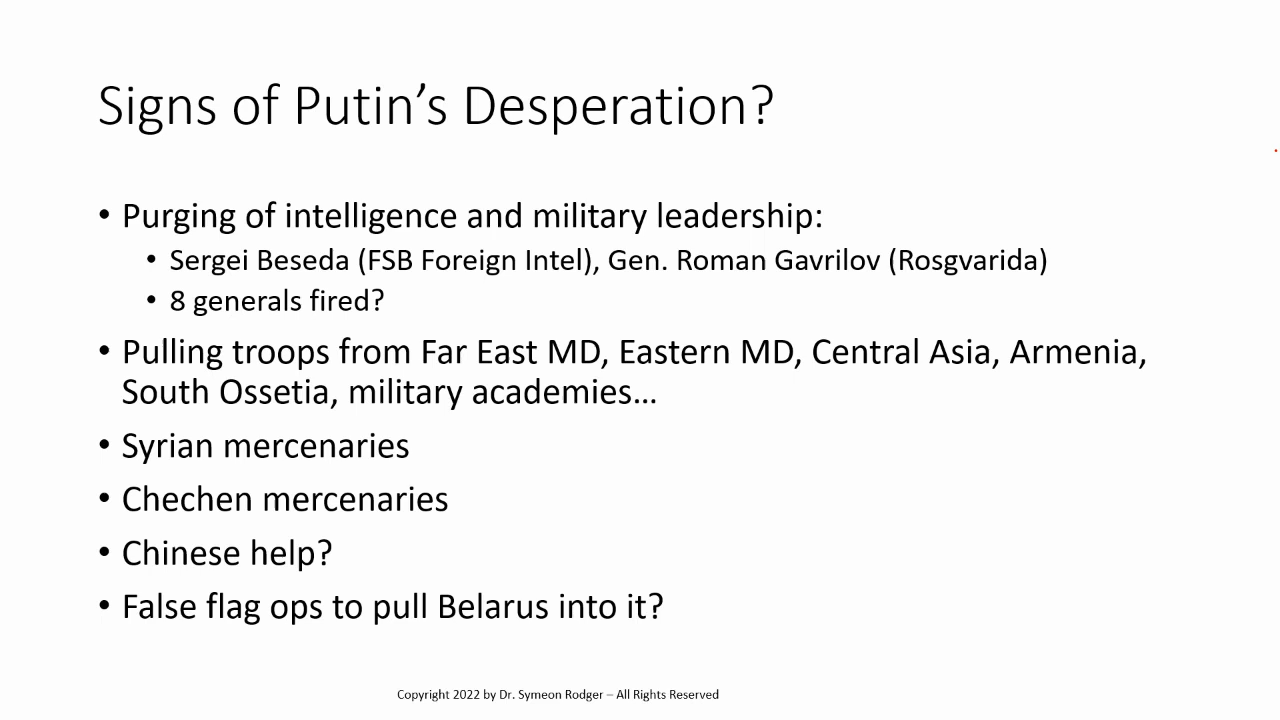 Signs of Putin’s Desperation?
• Purging of intelligence and military leadership:
• Sergei Beseda (FSB Foreign Intel), Gen. Roman Gavrilov (Rosgvarida)
• 8 generals fired?
• Pulling troops from Far East MD, Eastern MD, Central Asia, Armenia,
South Ossetia, military academies…
• Syrian mercenaries
• Chechen mercenaries
• Chinese help?
• False flag ops to pull Belarus into it?
Copyright 2022 by Dr. Symeon Rodger – All Rights Reserved